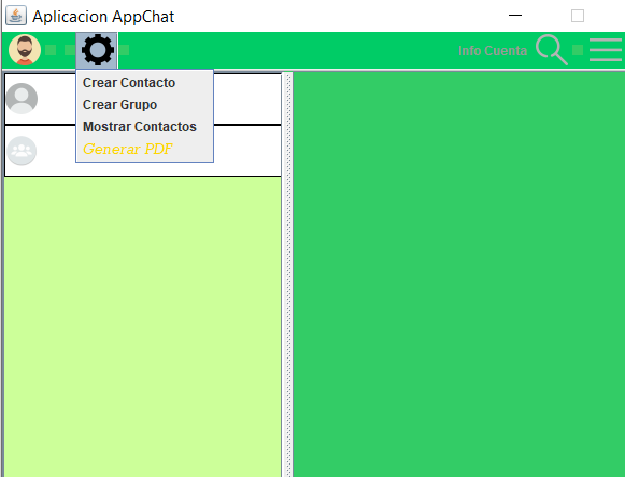 Aplicacion AppChat
Info Cuenta
Crear Contacto
Crear Grupo
Mostrar Contactos
Generar PDF